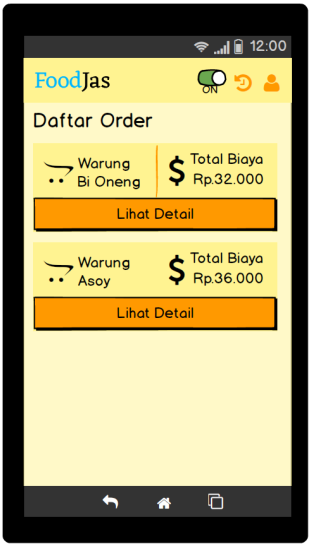 12:00
FoodJas
ON
Daftar Order
Warung
Bi Oneng
Total Biaya
Rp.32.000
Lihat Detail
Warung
Asoy
Total Biaya
Rp.36.000
Lihat Detail